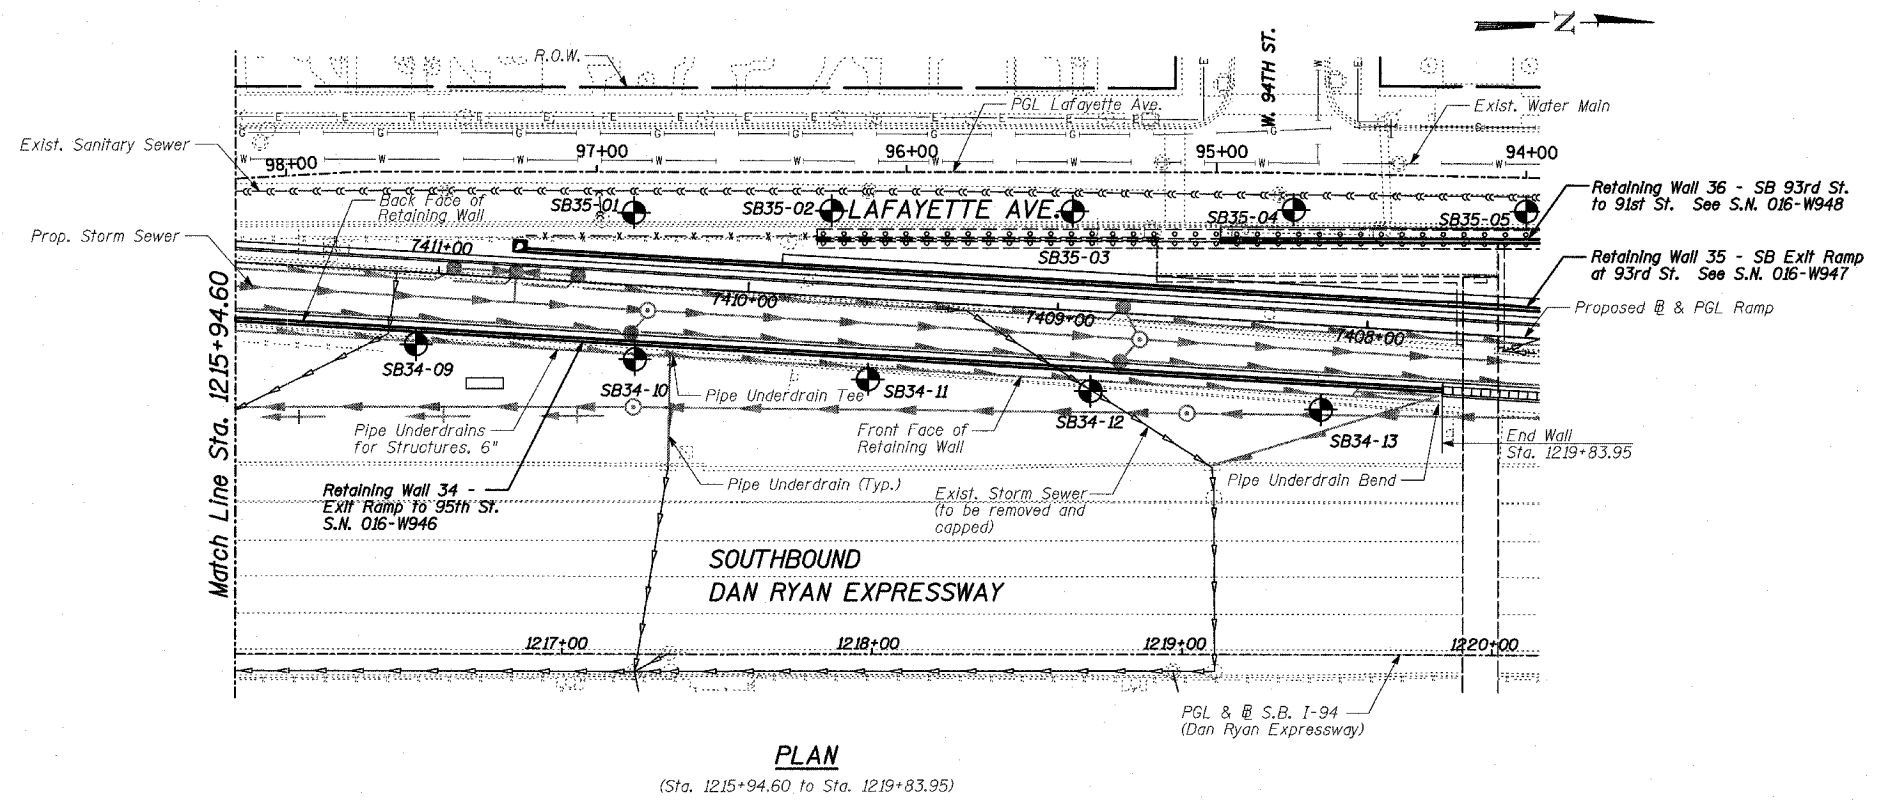 N
R.O.W.
W. 94TH ST.
PGL Lafayette Ave.
Exist. Water Main
Exist. Sanitary Sewer
98+00
97+00
96+00
95+00
94+00
Back Face of
Retaining Wall
SB35-01
SB35-02
LAFAYETTE AVE.
SB35-04
SB35-05
Retaining Wall 36 - SB 93rd St.
to 91st St. See S.N. 016-W948
Prop. Storm Sewer
7411+00
SB35-03
Retaining Wall 35 - SB Exit Ramp
at 93rd St. See S.N. 016-W947
7410+00
7409+00
7408+00
Proposed ℄ & PGL Ramp
Match Line Sta. 1215+94.60
SB34-09
SB34-10
SB34-11
SB34-12
SB34-13
Pipe Underdrain Tee
Pipe Underdrains
for Structures, 6"
Front Face of
Retaining Wall
End Wall
Sta. 1219+83.95
Retaining Wall 34 -
Exit Ramp to 95th St.
S.N. 016-W946
Pipe Underdrain (Typ.)
Exist. Storm Sewer
(to be removed and
capped)
Pipe Underdrain Bend
SOUTHBOUND
DAN RYAN EXPRESSWAY
1217+00
1218+00
1219+00
1220+00
PGL & ℄ S.B. I-94
(Dan Ryan Expressway)
PLAN
(Sta. 1215+94.60 to Sta. 1219+83.95)